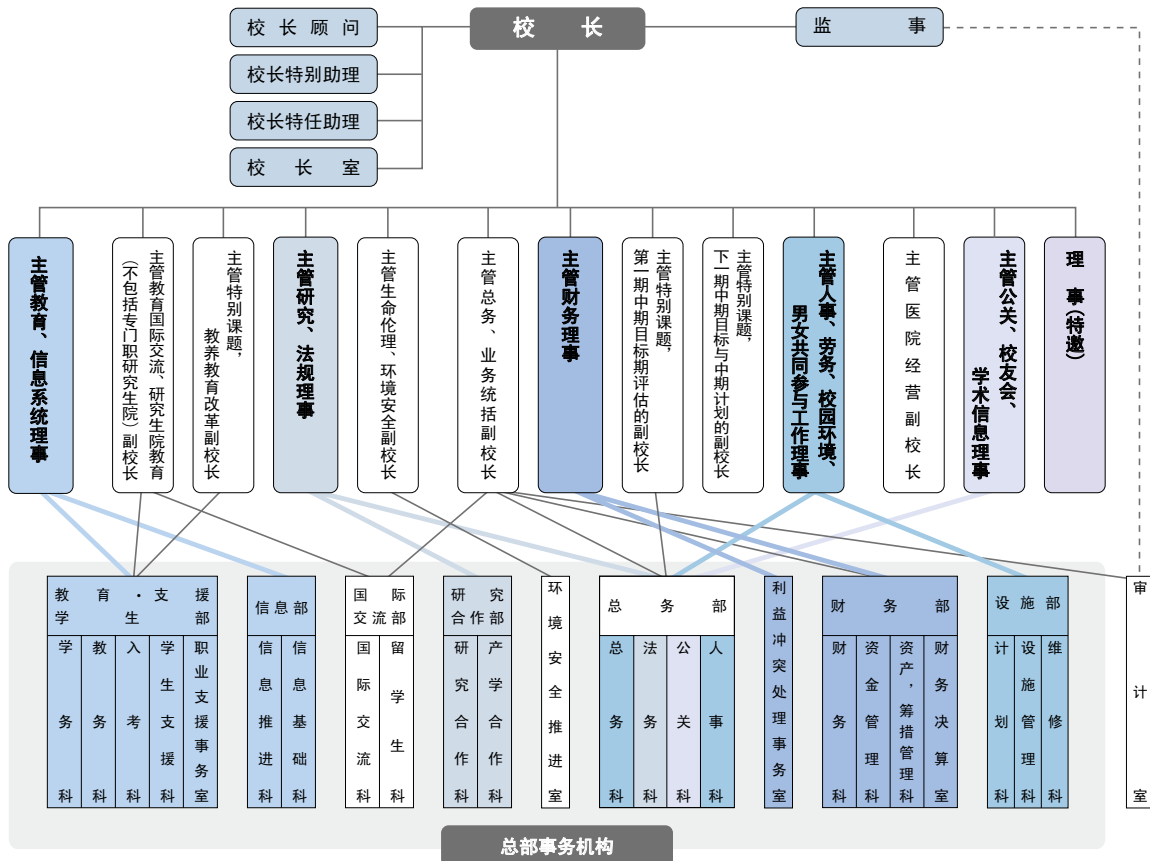 校长
校长顾问
校长特别助理
校长特任助理
校长室
监事
主管教育、信息系统理事
主管教育国际交流、研究生院教育
（不包括专门职研究生院）副校长
主管特别课题，
教养教育改革副校长
主管研究、法规理事
主管生命伦理、环境安全副校长
主管总务、业务统括副校长
主管财务理事
主管特别课题，
第一期中期目标期评估的副校长
主管特别课题，
下一期中期目标与中期计划的副校长
主管人事、劳务、校园环境、
男女共同参与工作理事
主管医院经营副校长
主管公关、校友会、
学术信息理事
理事（特邀）
教育・支援
学生部
学务科
教务科
入考科
学生支援科
职业支援事务室
信息部
信息推进科
信息基础科
国际
交流部
国际交流科
留学生科
研究
合作部
研究合作科
产学合作科
环境安全推进室
总务部
总务科
法务科
公关科
人事科
利益冲突处理事务室
财务部
财务科
资金管理科
资产，筹措管理科
财务决算室
设施部
计划科
设施管理科
维修科
审计室
总部事务机构